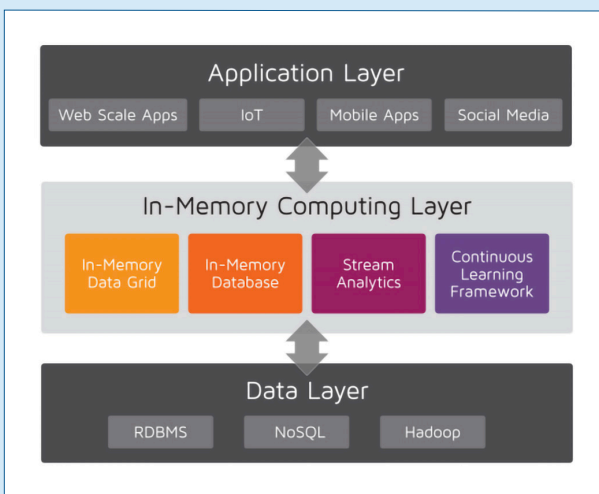 Application Layer
Web Scale Apps
IoT
Mobile Apps
Social Media
In-Memory Computing Layer
In-Memory
Data Grid
In-Memory
Database
Stream
Analytics
Continuous
Learning
Framework
Data Layer
RDBMS
NoSQL
Hadoop